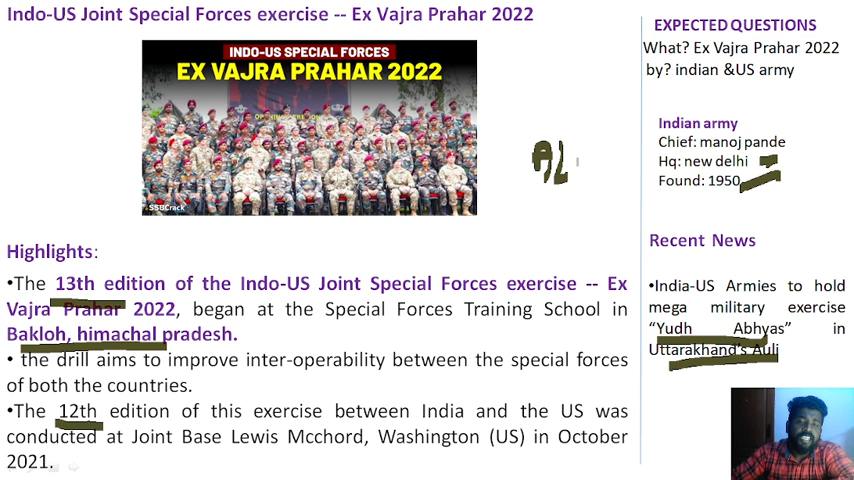 Indo-US Joint Special Forces exercise -- Ex Vajra Prahar 2022
INDO-US SPECIAL FORCES
EX VAJRA PRAHAR 2022
SSBCrack
Highlights:
•The 13th edition of the Indo-US Joint Special Forces exercise -- Ex
Vajra Prahar 2022, began at the Special Forces Training School in
Bakloh, himachal pradesh.
• the drill aims to improve inter-operability between the special forces
of both the countries.
•The 12th edition of this exercise between India and the US was
conducted at Joint Base Lewis Mcchord, Washington (US) in October
2021.
EXPECTED QUESTIONS
What? Ex Vajra Prahar 2022
by? indian &US army
Indian army
Chief: manoj pande
Hq: new delhi
Found: 1950
Recent News
•India-US Armies to hold
mega military exercise
“Yudh Abhyas” in
Uttarakhand's Auli